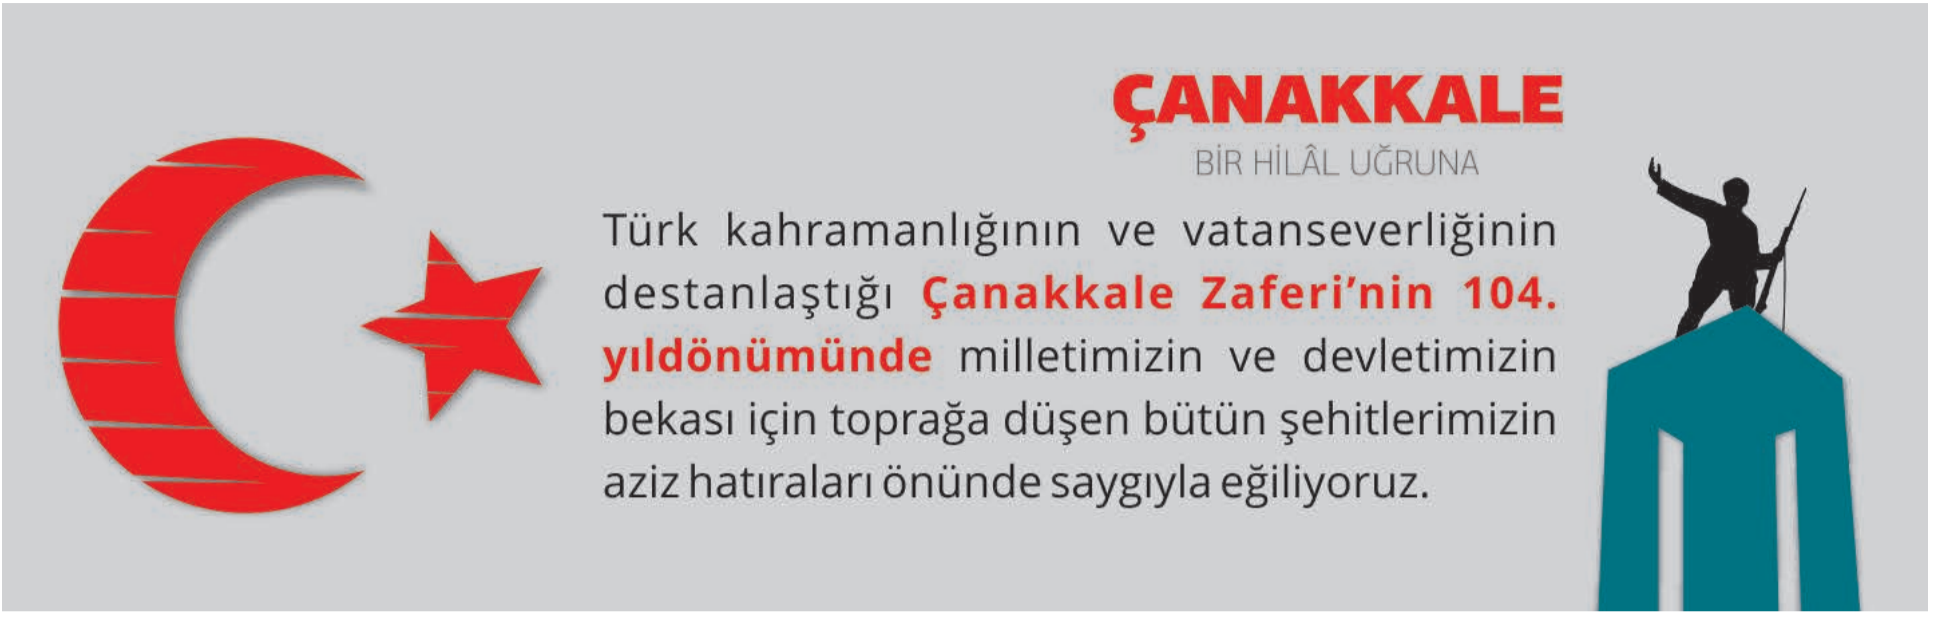 ÇANAKKALE
BİR HİLÂL UĞRUNA
Türk kahramanlığının ve vatanseverliğinin
destanlaştığı Çanakkale Zaferi’nin 104.
yıldönümünde milletimizin ve devletimizin
bekası için toprağa düşen bütün şehitlerimizin
aziz hatıraları önünde saygıyla eğiliyoruz.